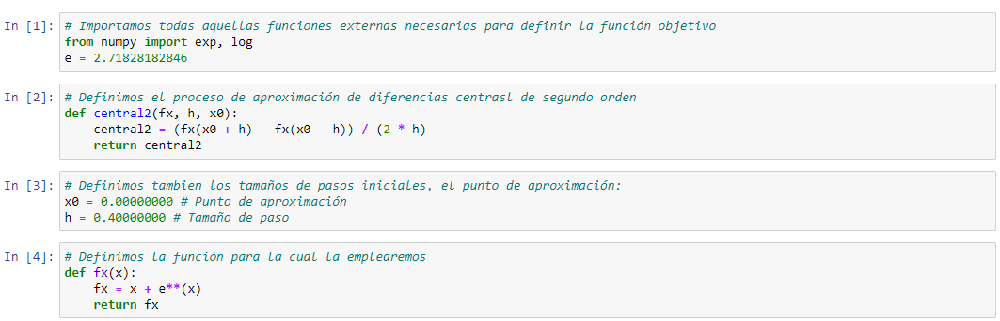 In [1]: # Importamos todas aquellas funciones externas necesarias para definir la función objetivo
from numpy import exp, log
e = 2.71828182846
In [2]: # Definimos el proceso de aproximación de diferencias centrasl de segundo orden
def central2(fx, h, x0):
    central2 = (fx(x0 + h) - fx(x0 - h)) / (2 * h)
    return central2
In [3]: # Definimos tambien los tamaños de pasos iniciales, el punto de aproximación:
x0 = 0.00000000 # Punto de aproximación
h = 0.40000000 # Tamaño de paso
In [4]: # Definimos la función para la cual la emplearemos
def fx(x):
    fx = x + e**(x)
    return fx